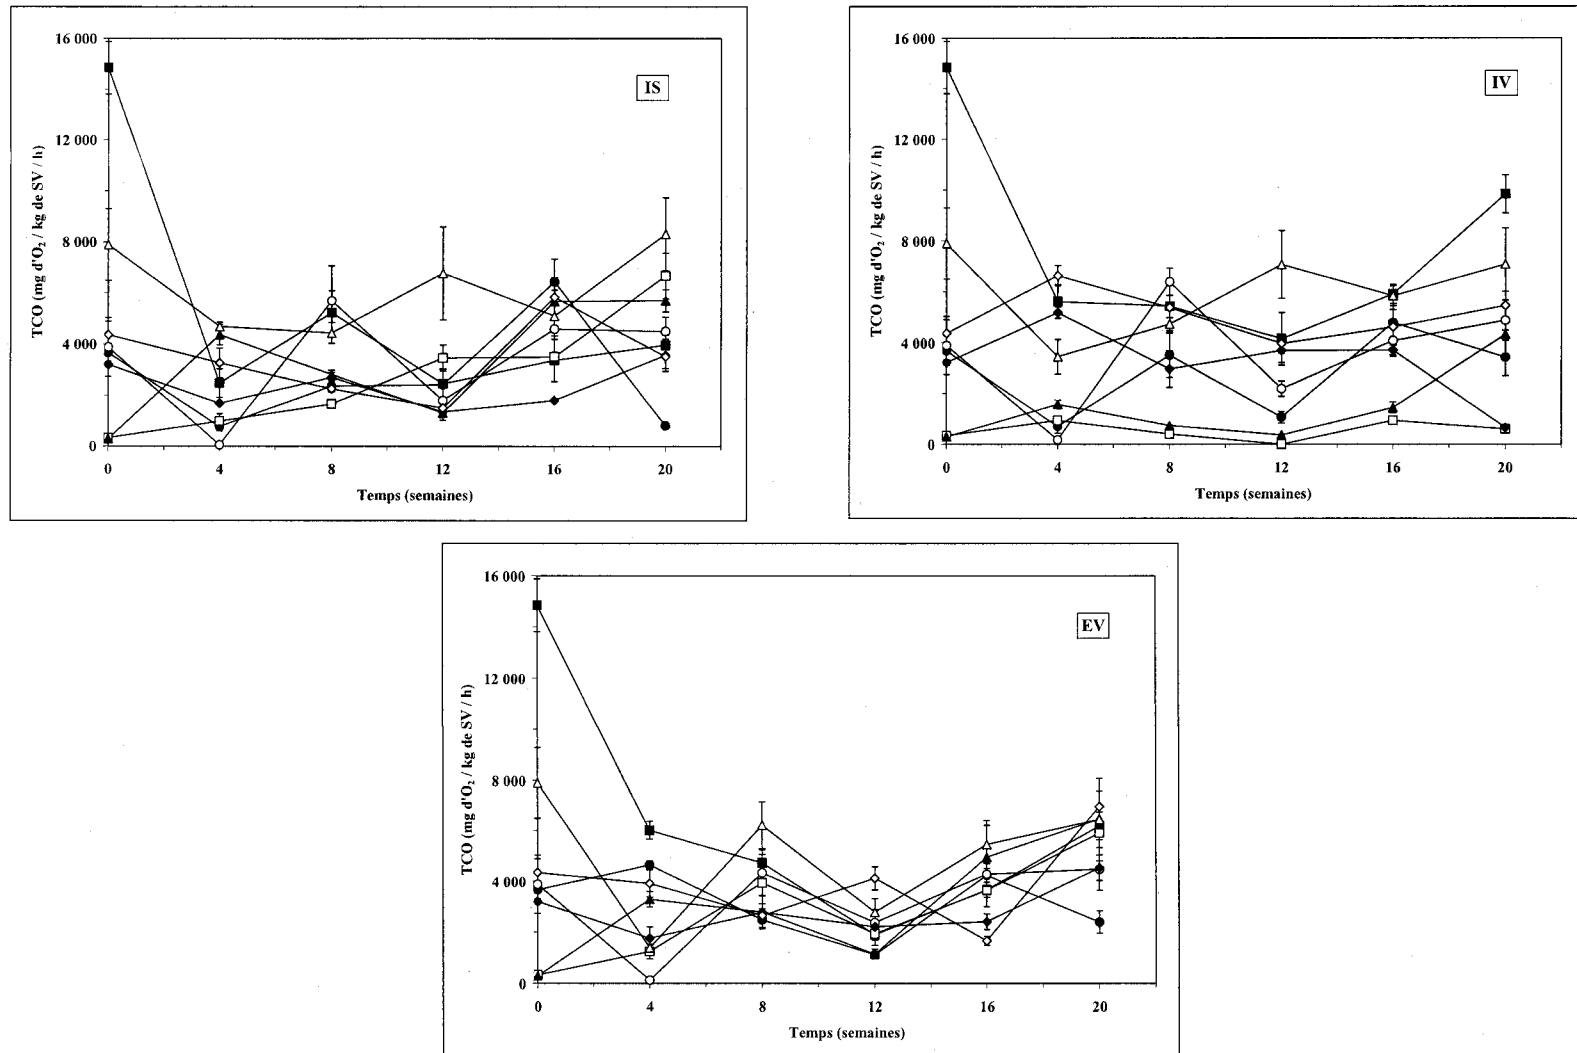 16 000
12 000
8 000
4 000
0
TCO (mg d'O2 / kg de SV / h)
IS
0 4 8 12 16 20
Temps (semaines)
16 000
12 000
8 000
4 000
0
TCO (mg d'O2 / kg de SV / h)
IV
0 4 8 12 16 20
Temps (semaines)
16 000
12 000
8 000
4 000
0
TCO (mg d'O2 / kg de SV / h)
EV
0 4 8 12 16 20
Temps (semaines)